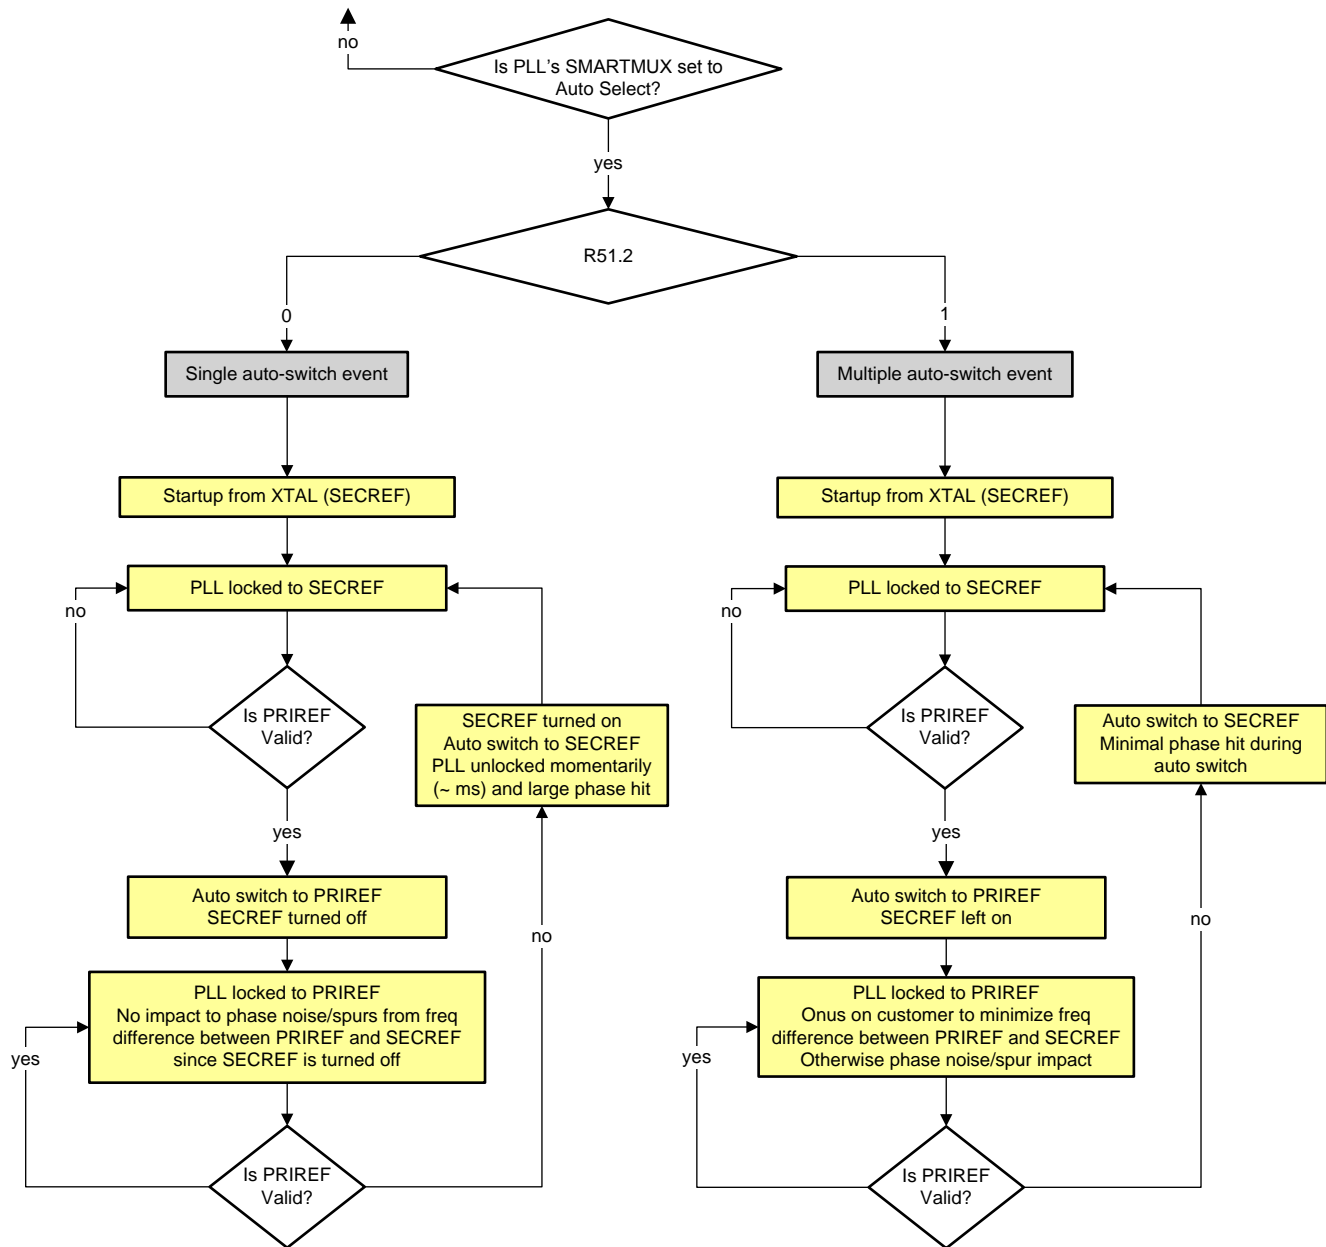 no
Is PLL's SMARTMUX set to
Auto Select?
yes
R51.2
0
1
Single auto-switch event
Multiple auto-switch event
Startup from XTAL (SECREF)
Startup from XTAL (SECREF)
PLL locked to SECREF
PLL locked to SECREF
no
no
Is PRIREF
Valid?
SECREF turned on
Auto switch to SECREF
PLL unlocked momentarily
(~ ms) and large phase hit
Is PRIREF
Valid?
Auto switch to SECREF
Minimal phase hit during
auto switch
yes
yes
Auto switch to PRIREF
SECREF turned off
no
Auto switch to PRIREF
SECREF left on
no
PLL locked to PRIREF
No impact to phase noise/spurs from freq
difference between PRIREF and SECREF
since SECREF is turned off
PLL locked to PRIREF
Onus on customer to minimize freq
difference between PRIREF and SECREF
Otherwise phase noise/spur impact
yes
yes
Is PRIREF
Valid?
Is PRIREF
Valid?